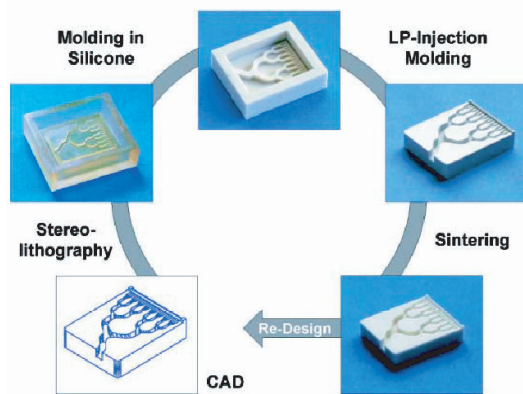 Molding in
Silicone
LP-Injection
Molding
Stereo-
lithography
Sintering
Re-Design
CAD